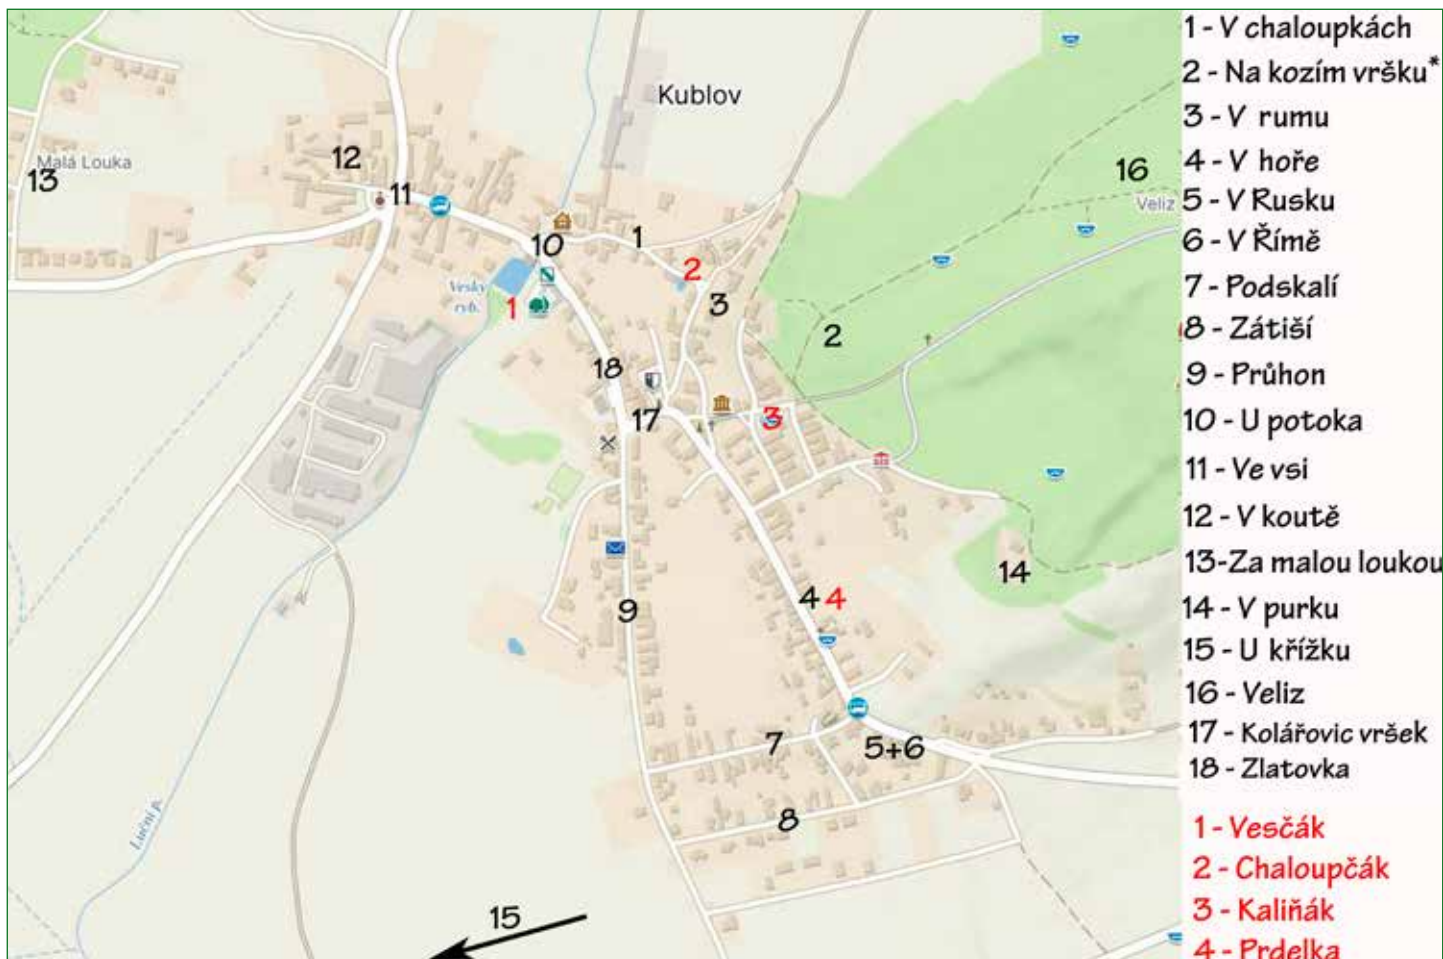 Kublov
1 - V chaloupkách
2 - Na kozím vršku*
3 - V rumu
4 - V hoře
5 - V Rusku
6 - V Římě
7 - Podskalí
8 - Zátiší
9 - Průhon
10 - U potoka
11 - Ve vsi
12 - V koutě
13-Za malou loukou
14 - V purku
15 - U křížku
16 - Veliz
17 - Kolářovic vršek
18 - Zlatovka
1 - Vesčák
2 - Chaloupčák
3 - Kaliňák
4 - Prdelka
12
Malá Louka
13
11
16
Veliz
10
1
2
3
Veský
ryb.
1
2
18
17
3
14
9
4 4
7
5+6
8
Luční p.
15